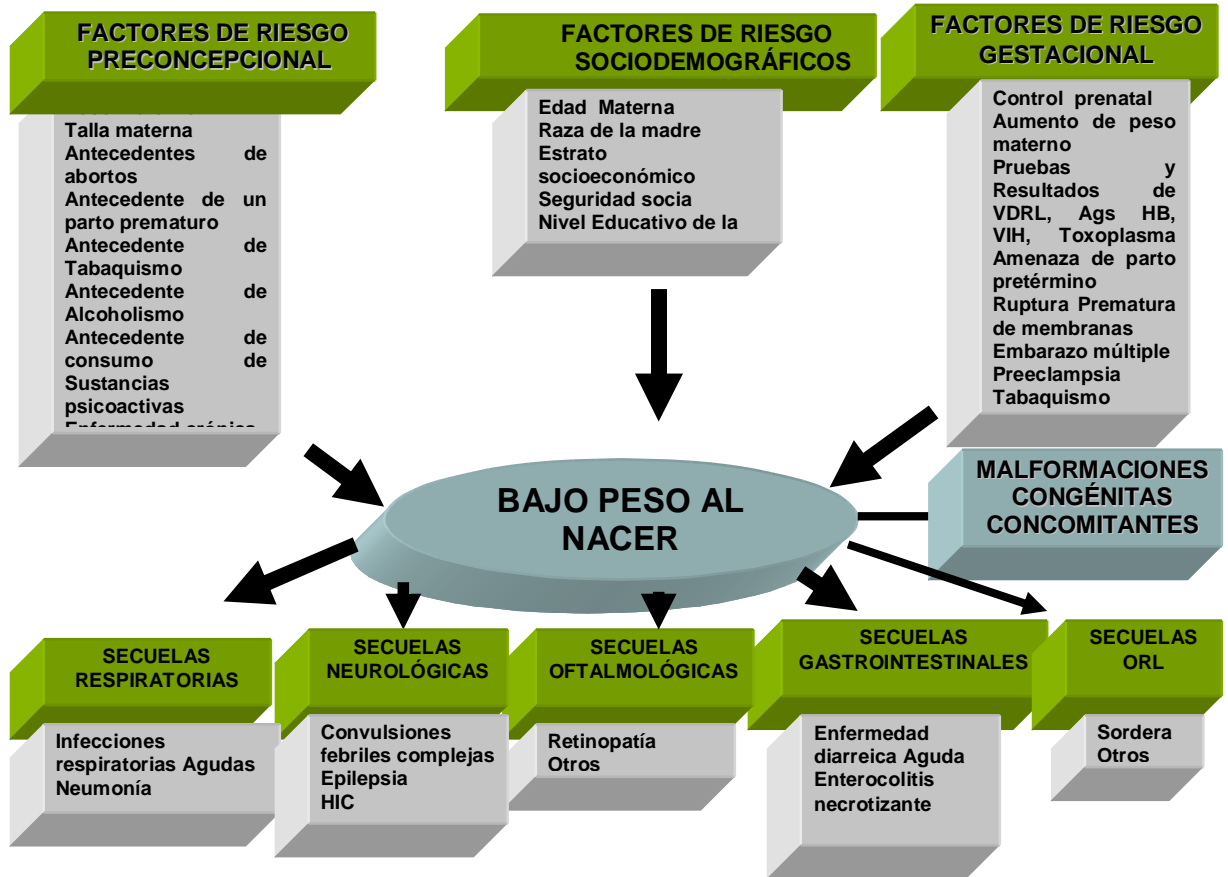 FACTORES DE RIESGO
PRECONCEPCIONAL
Talla materna
Antecedentes de
abortos
Antecedente de un
parto prematuro
Antecedente de
Tabaquismo
Antecedente de
Alcoholismo
Antecedente de
consumo de
Sustancias
psicoactivas
FACTORES DE RIESGO
SOCIODEMOGRÁFICOS
Edad Materna
Raza de la madre
Estrato
socioeconómico
Seguridad socia
Nivel Educativo de la
FACTORES DE RIESGO
GESTACIONAL
Control prenatal
Aumento de peso
materno
Pruebas y
Resultados de
VDRL, Ags HB,
VIH, Toxoplasma
Amenaza de parto
pretérmino
Ruptura Prematura
de membranas
Embarazo múltiple
Preeclampsia
Tabaquismo
BAJO PESO AL
NACER
MALFORMACIONES
CONGÉNITAS
CONCOMITANTES
SECUELAS
RESPIRATORIAS
Infecciones
respiratorias Agudas
Neumonía
SECUELAS
NEUROLÓGICAS
Convulsiones
febriles complejas
Epilepsia
HIC
SECUELAS
OFTALMOLÓGICAS
Retinopatía
Otros
SECUELAS
GASTROINTESTINALES
Enfermedad
diarreica Aguda
Enterocolitis
necrotizante
SECUELAS
ORL
Sordera
Otros